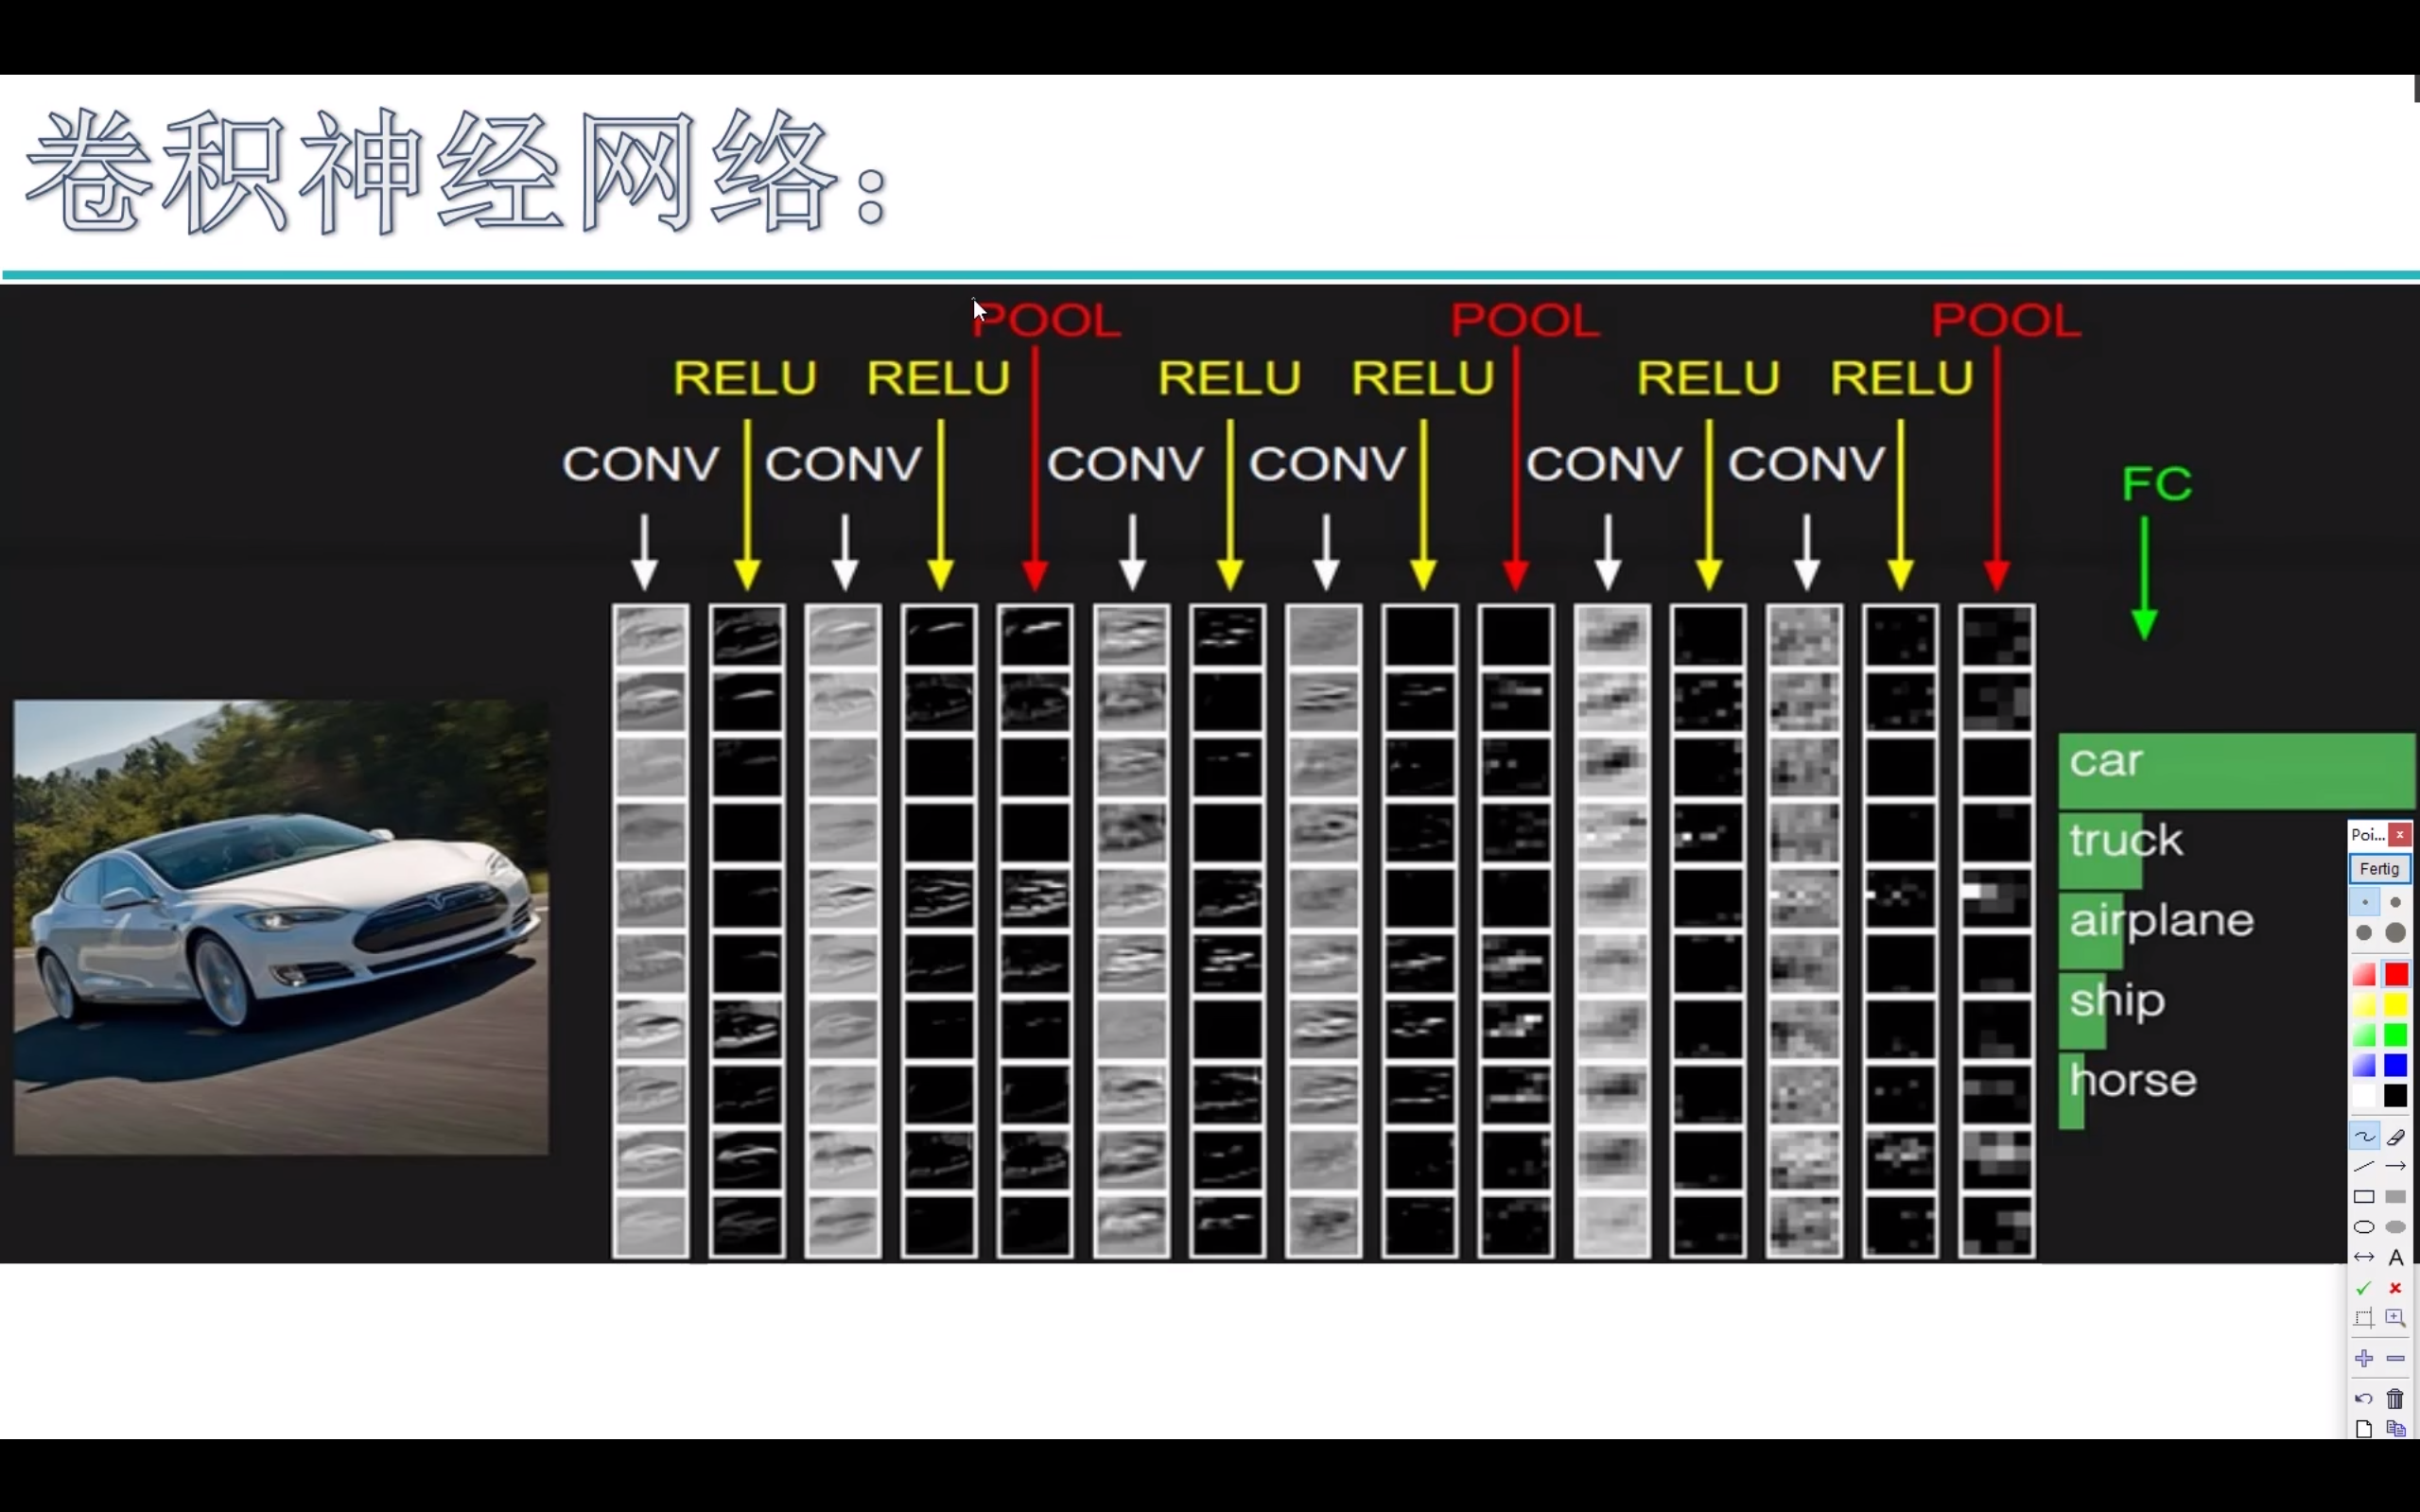 卷积神经网络：
POOL POOL POOL
RELU RELU RELU RELU RELU RELU
CONV CONV CONV CONV CONV CONV
FC
car
truck
airplane
ship
horse
Poi...
Fertig
A